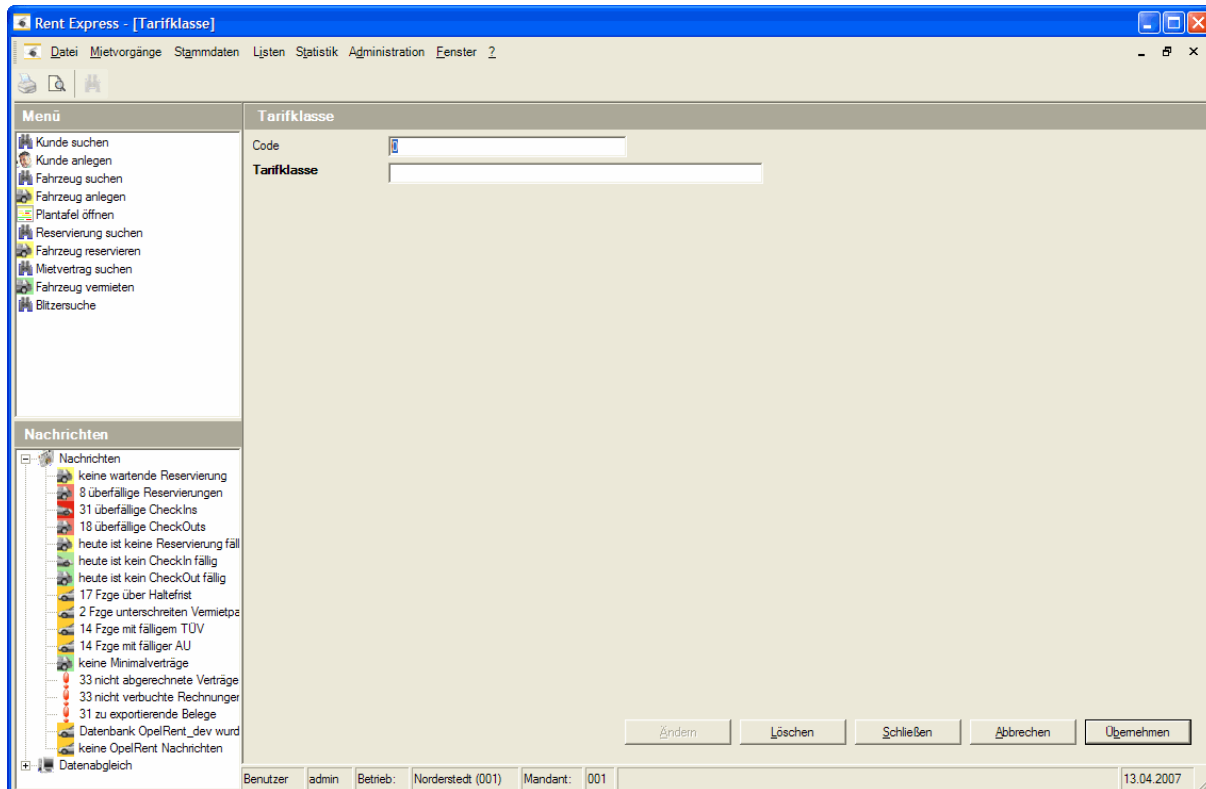 Rent Express - [Tarifklasse]
Datei Mietvorgänge Stammdaten Listen Statistik Administration Fenster ?
Menü
Kunde suchen
Kunde anlegen
Fahrzeug suchen
Fahrzeug anlegen
Plantafel öffnen
Reservierung suchen
Fahrzeug reservieren
Mietvertrag suchen
Fahrzeug vermieten
Blitzersuche
Nachrichten
Nachrichten
keine wartende Reservierung
8 überfällige Reservierungen
31 überfällige CheckIns
18 überfällige CheckOuts
heute ist keine Reservierung fäll
heute ist kein CheckIn fällig
heute ist kein CheckOut fällig
17 Fzge über Haltefrist
2 Fzge unterschreiten Vermietpa
14 Fzge mit fälligem TÜV
14 Fzge mit fälliger AU
keine Minimalverträge
33 nicht abgerechnete Verträge
33 nicht verbuchte Rechnunger
31 zu exportierende Belege
Datenbank OpelRent_dev wurd
keine OpelRent Nachrichten
Datenabgleich
Tarifklasse
Code 0
Tarifklasse
Ändern Löschen Schließen Abbrechen Übernehmen
Benutzer admin Betrieb: Norderstedt (001) Mandant: 001 13.04.2007